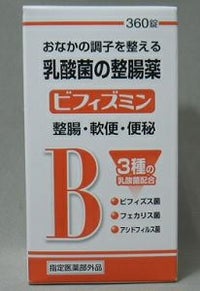 360錠
おなかの調子を整える
乳酸菌の整腸薬
ビフィズミン
整腸・軟便・便秘
B
3種の
乳酸菌配合
ビフィズス菌
フェカリス菌
アシドフィルス菌
指定医薬部外品